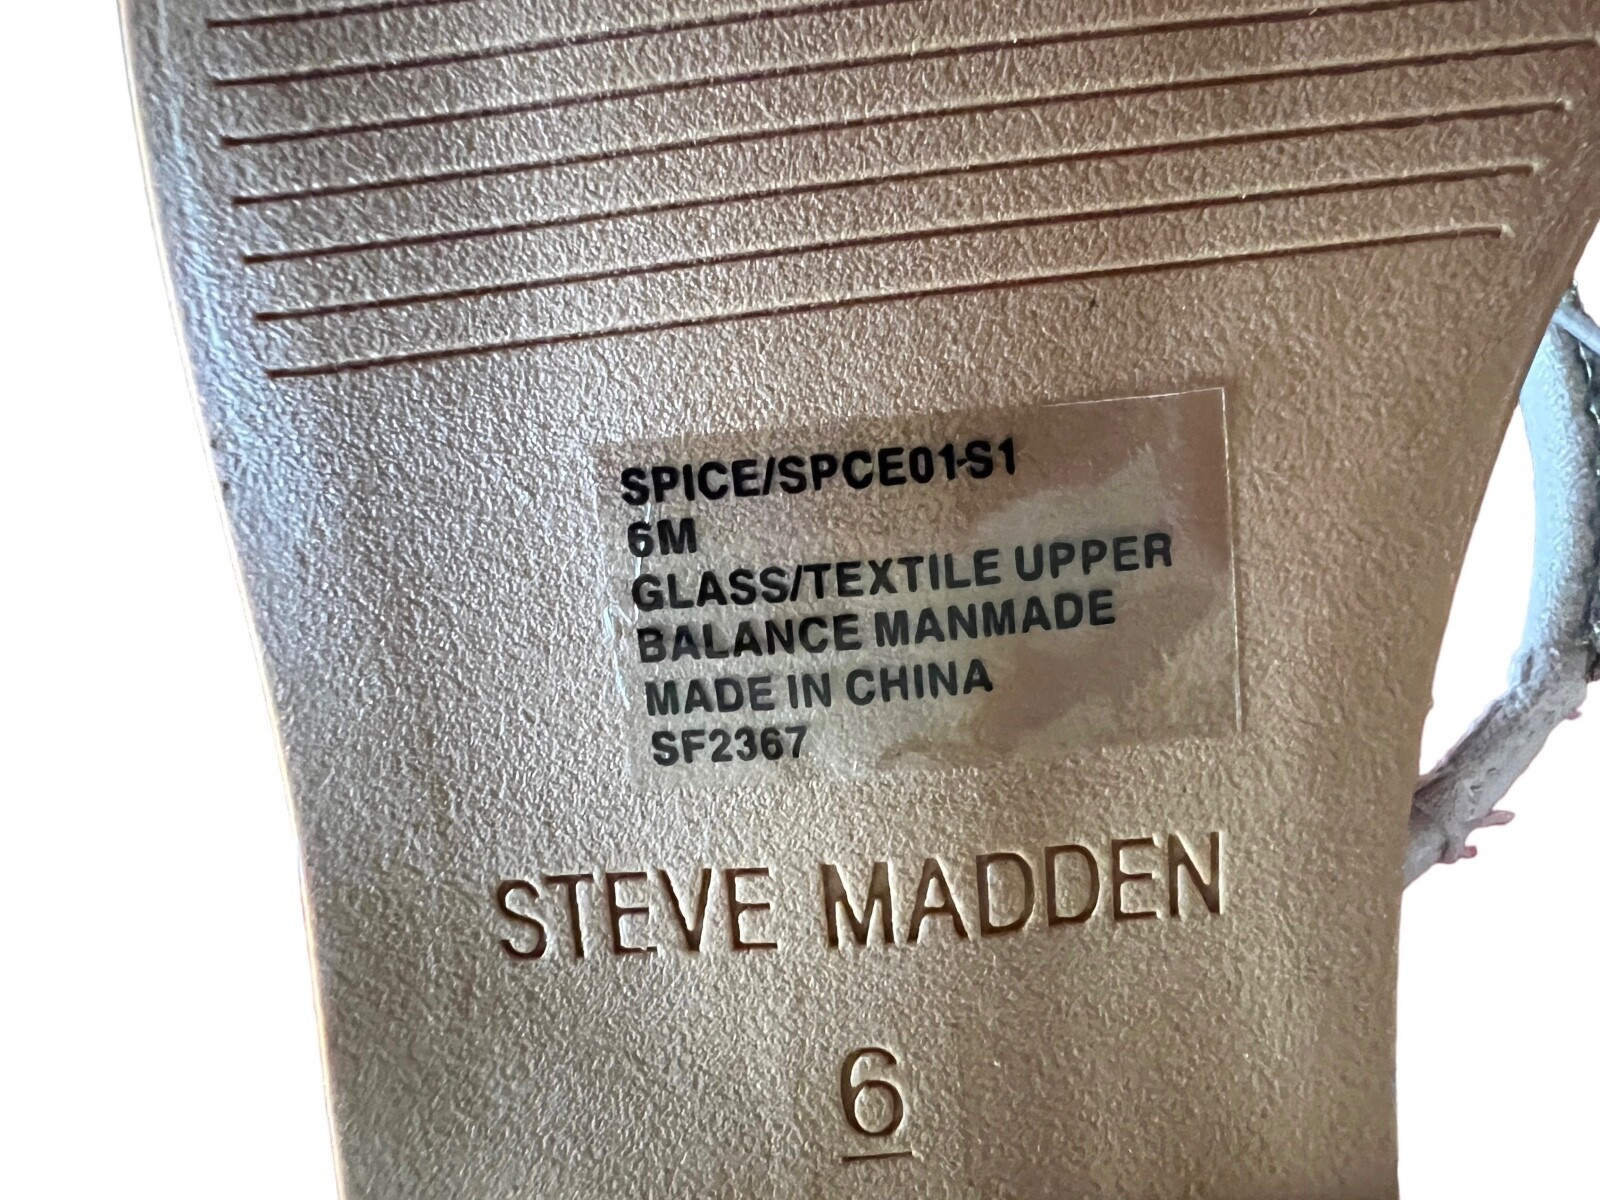 SPICE/SPCE01-S1
6M
GLASS/TEXTILE UPPER
BALANCE MANMADE
MADE IN CHINA
SF2367
STEVE MADDEN
6